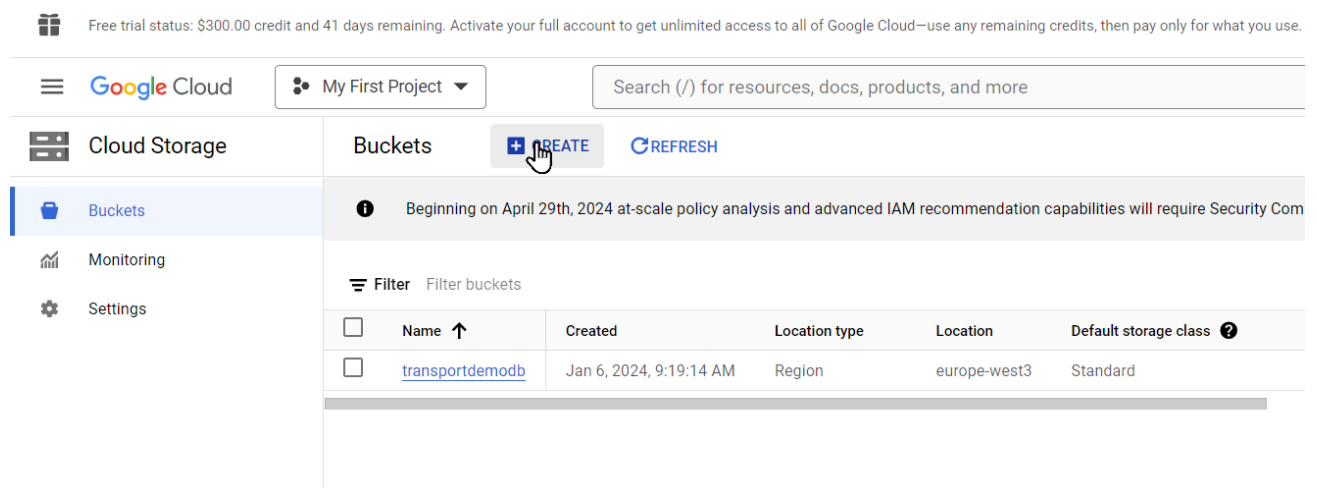 Free trial status: $300.00 credit and 41 days remaining. Activate your full account to get unlimited access to all of Google Cloud—use any remaining credits, then pay only for what you use.
Google Cloud My First Project Search (/) for resources, docs, products, and more
Cloud Storage Buckets CREATE REFRESH
Buckets Beginning on April 29th, 2024 at-scale policy analysis and advanced IAM recommendation capabilities will require Security Com
Monitoring
Filter Filter buckets
Settings
Name Created Location type Location Default storage class
transportdemodb Jan 6, 2024, 9:19:14 AM Region europe-west3 Standard